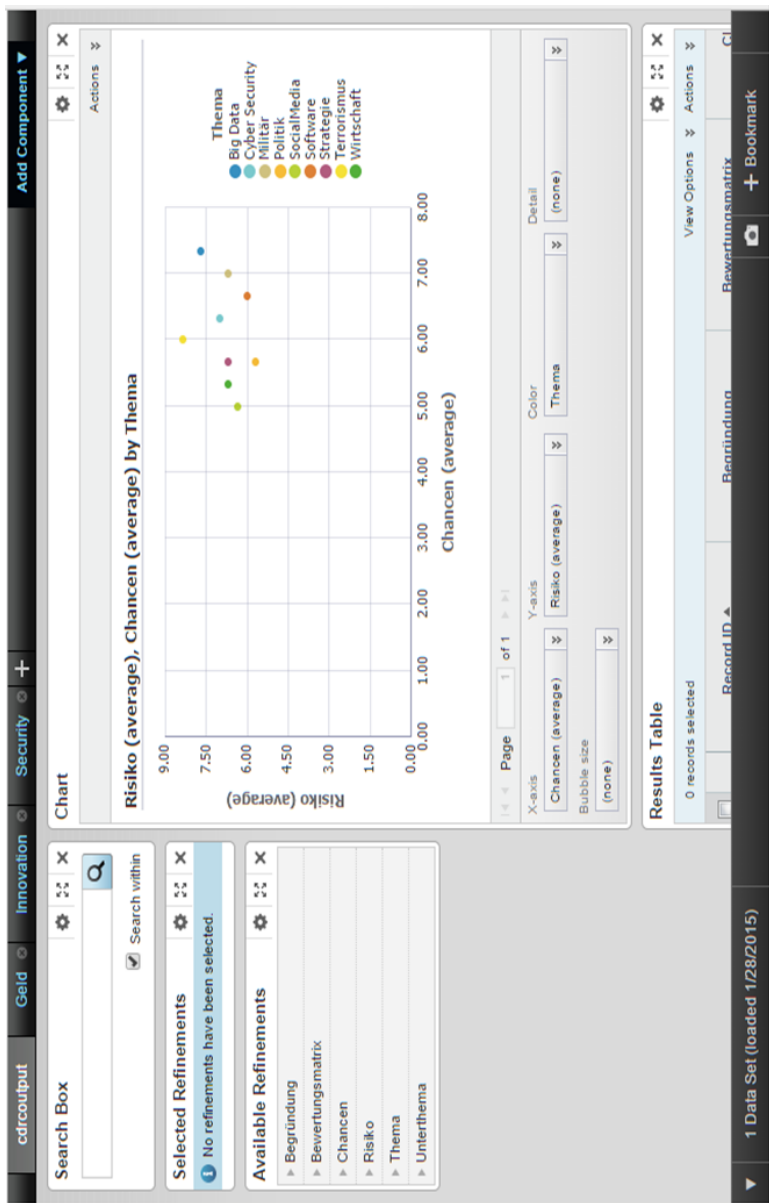 cdrcoutput Geld Innovation Security + Add Component ▼
Search Box
Search within
Selected Refinements
No refinements have been selected.
Available Refinements
Begründung
Bewertungsmatrix
Chancen
Risiko
Thema
Unterthema
Chart
Actions
Risiko (average), Chancen (average) by Thema
Risiko (average)
9.00
7.50
6.00
4.50
3.00
1.50
0.00
0.00 1.00 2.00 3.00 4.00 5.00 6.00 7.00 8.00
Chancen (average)
Thema
Big Data
Cyber Security
Militär
Politik
SocialMedia
Software
Strategie
Terrorismus
Wirtschaft
Page 1 of 1
X-axis Y-axis Color Detail
Chancen (average) Risiko (average) Thema (none)
Bubble size
(none)
Results Table
0 records selected View Options Actions
Record ID ▲ Begründung Bewertungsmatrix
1 Data Set (loaded 1/28/2015) + Bookmark